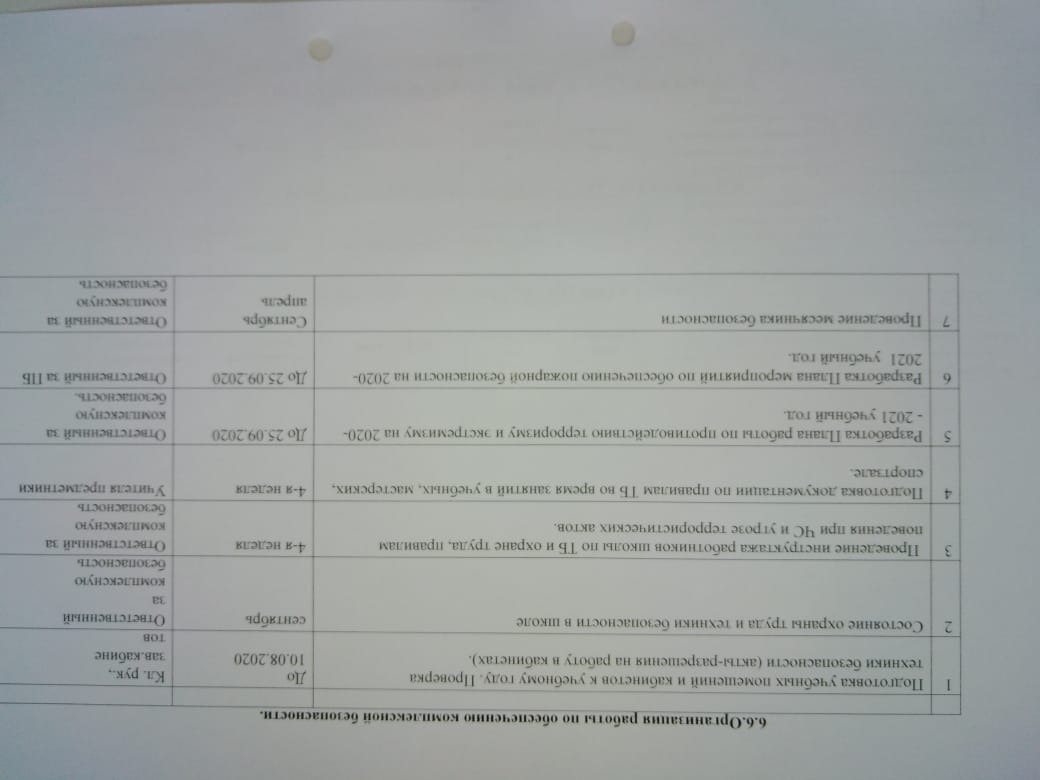 6.6.Организация работы по обеспечению комплексной безопасности.
1 Подготовка учебных помещений и кабинетов к учебному году. Проверка До Кл. рук.,
техники безопасности (акты-разрешения на работу в кабинетах). 10.08.2020 зав.кабине
тов
2 Состояние охраны труда и техники безопасности в школе сентябрь Ответственный
за
комплексную
безопасность
3 Проведение инструктажа работников школы по ТБ и охране труда, правилам 4-я неделя Ответственный за
поведения при ЧС и угрозе террористических актов. комплексную
безопасность
4 Подготовка документации по правилам ТБ во время занятий в учебных, мастерских, 4-я неделя Учителя предметники
спортзале.
5 Разработка Плана работы по противодействию терроризму и экстремизму на 2020- До 25.09.2020 Ответственный за
- 2021 учебный год. комплексную
безопасность.
6 Разработка Плана мероприятий по обеспечению пожарной безопасности на 2020- До 25.09.2020 Ответственный за ПБ
2021 учебный год.
7 Проведение месячника безопасности Сентябрь Ответственный за
апрель комплексную
безопасность